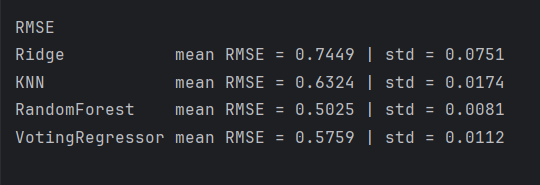 RMSE
Ridge           mean RMSE = 0.7449 | std = 0.0751
KNN             mean RMSE = 0.6324 | std = 0.0174
RandomForest    mean RMSE = 0.5025 | std = 0.0081
VotingRegressor mean RMSE = 0.5759 | std = 0.0112